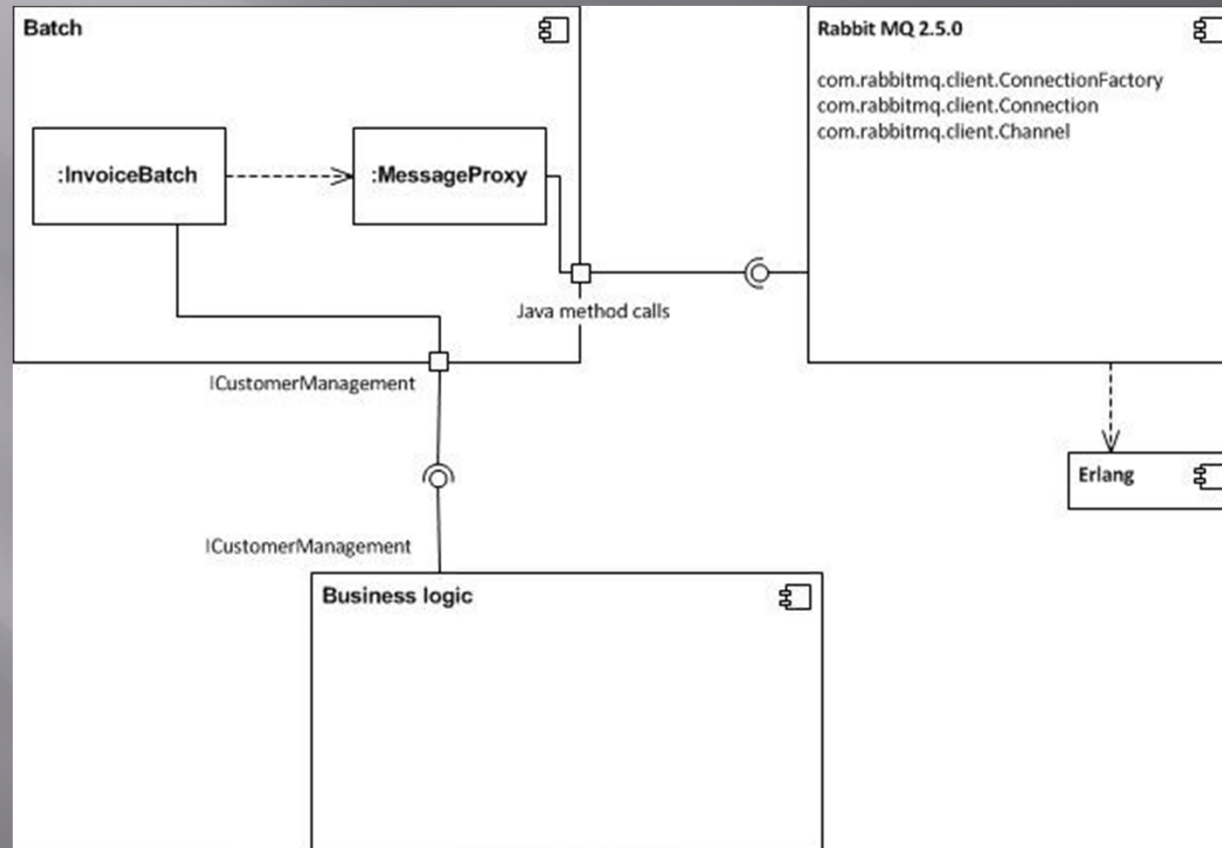 Batch
:InvoiceBatch
:MessageProxy
Rabbit MQ 2.5.0
com.rabbitmq.client.ConnectionFactory
com.rabbitmq.client.Connection
com.rabbitmq.client.Channel
Java method calls
ICustomerManagement
Erlang
ICustomerManagement
Business logic